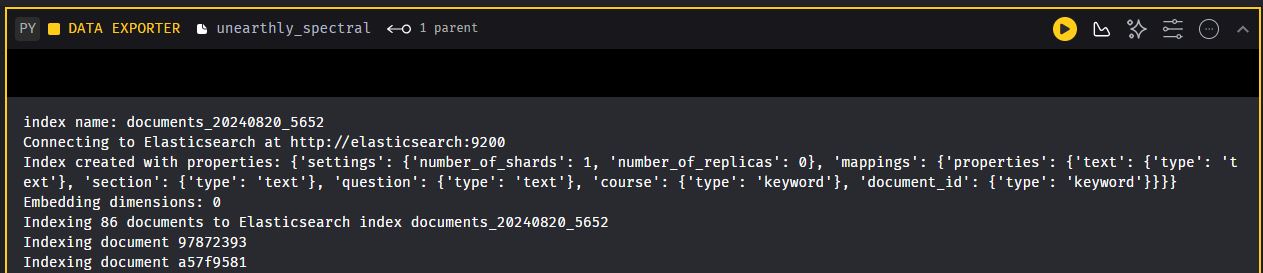 PY DATA EXPORTER unearthly_spectral 1 parent
index name: documents_20240820_5652
Connecting to Elasticsearch at http://elasticsearch:9200
Index created with properties: {'settings': {'number_of_shards': 1, 'number_of_replicas': 0}, 'mappings': {'properties': {'text': {'type': 't
ext'}, 'section': {'type': 'text'}, 'question': {'type': 'text'}, 'course': {'type': 'keyword'}, 'document_id': {'type': 'keyword'}}}}
Embedding dimensions: 0
Indexing 86 documents to Elasticsearch index documents_20240820_5652
Indexing document 97872393
Indexing document a57f9581